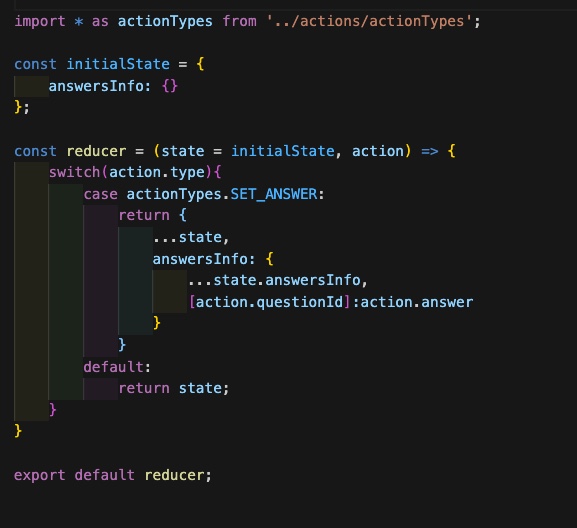 import * as actionTypes from '../actions/actionTypes';
const initialState = {
answersInfo: {}
};
const reducer = (state = initialState, action) => {
switch(action.type){
case actionTypes.SET_ANSWER:
return {
...state,
answersInfo: {
...state.answersInfo,
[action.questionId]:action.answer
}
}
default:
return state;
}
}
export default reducer;